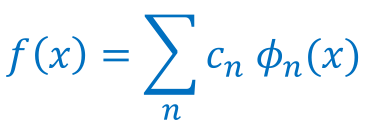 f(x) = ∑ₙ cₙ ϕₙ(x)